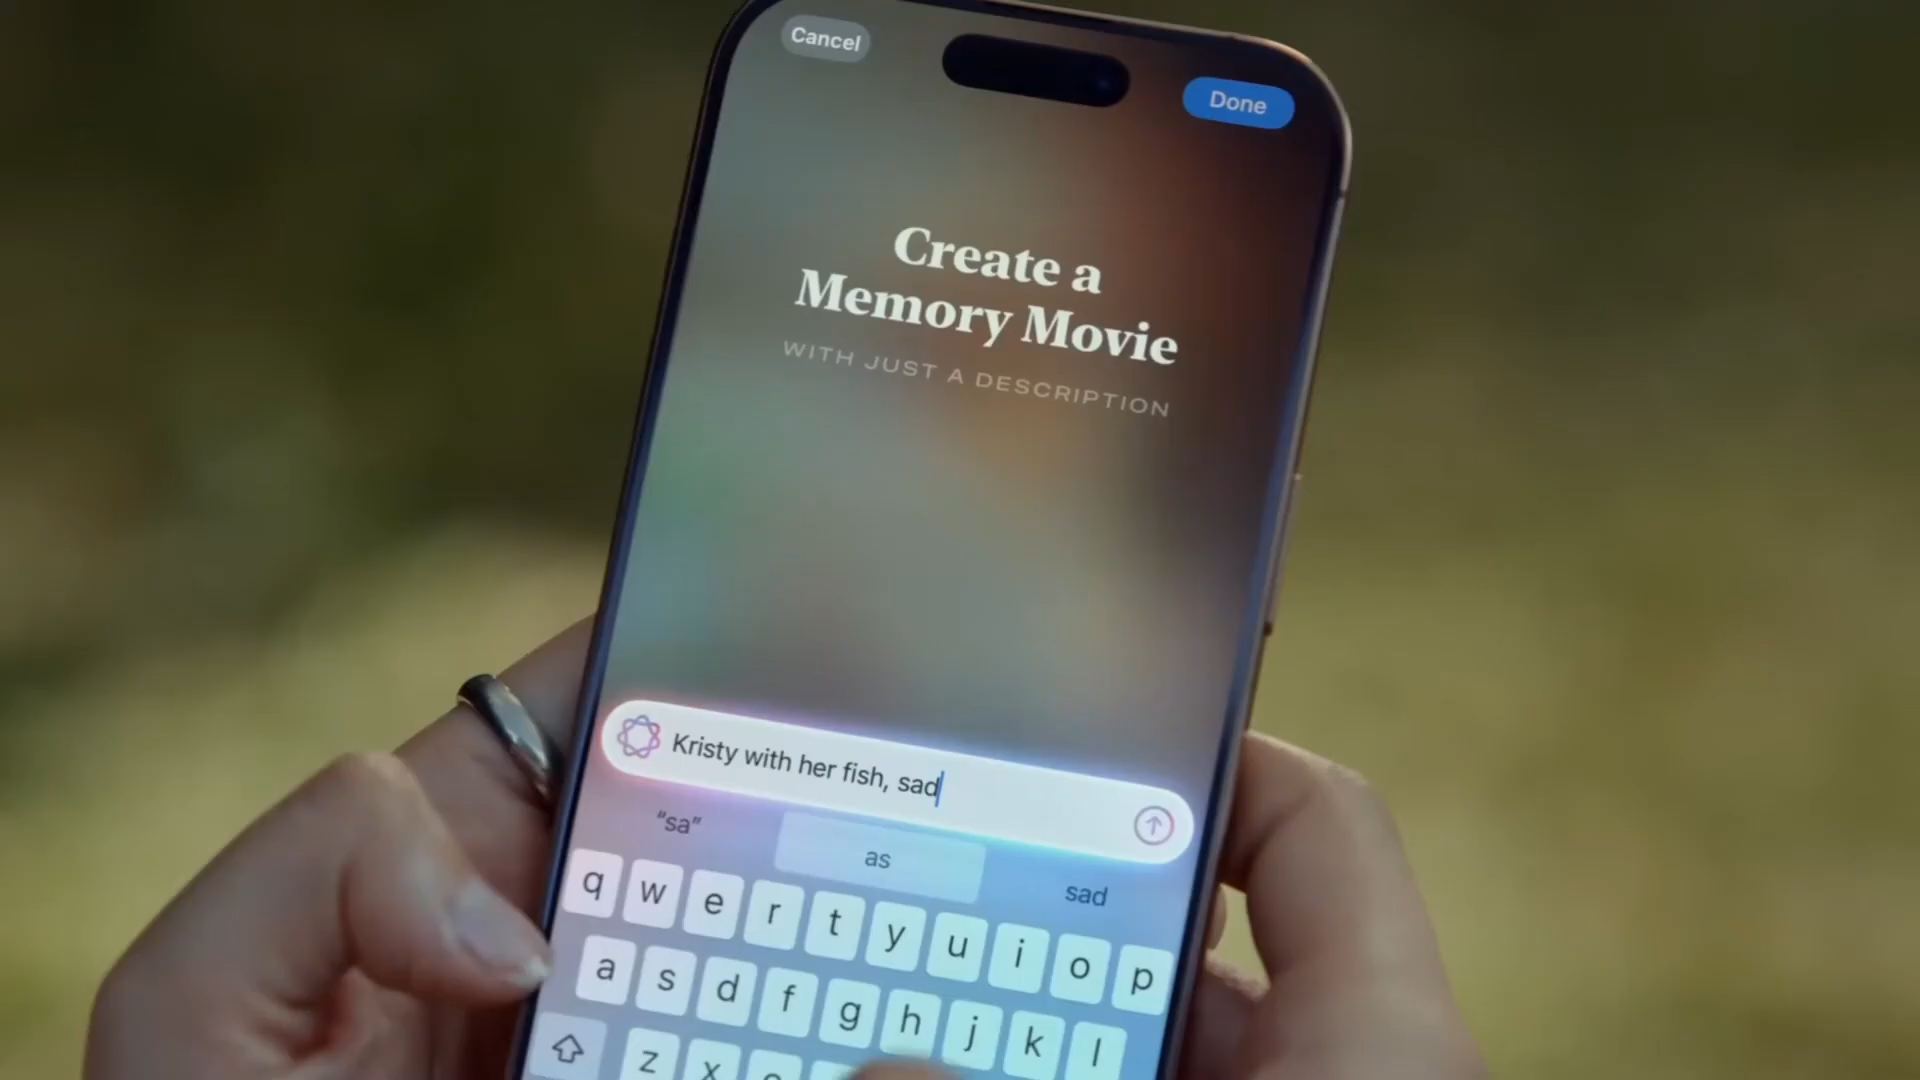 Cancel
Done
Create a
Memory Movie
WITH JUST A DESCRIPTION
Kristy with her fish, sad
“sa”
as
sad
q w e r t y u i o p
a s d f g h j k l
z x